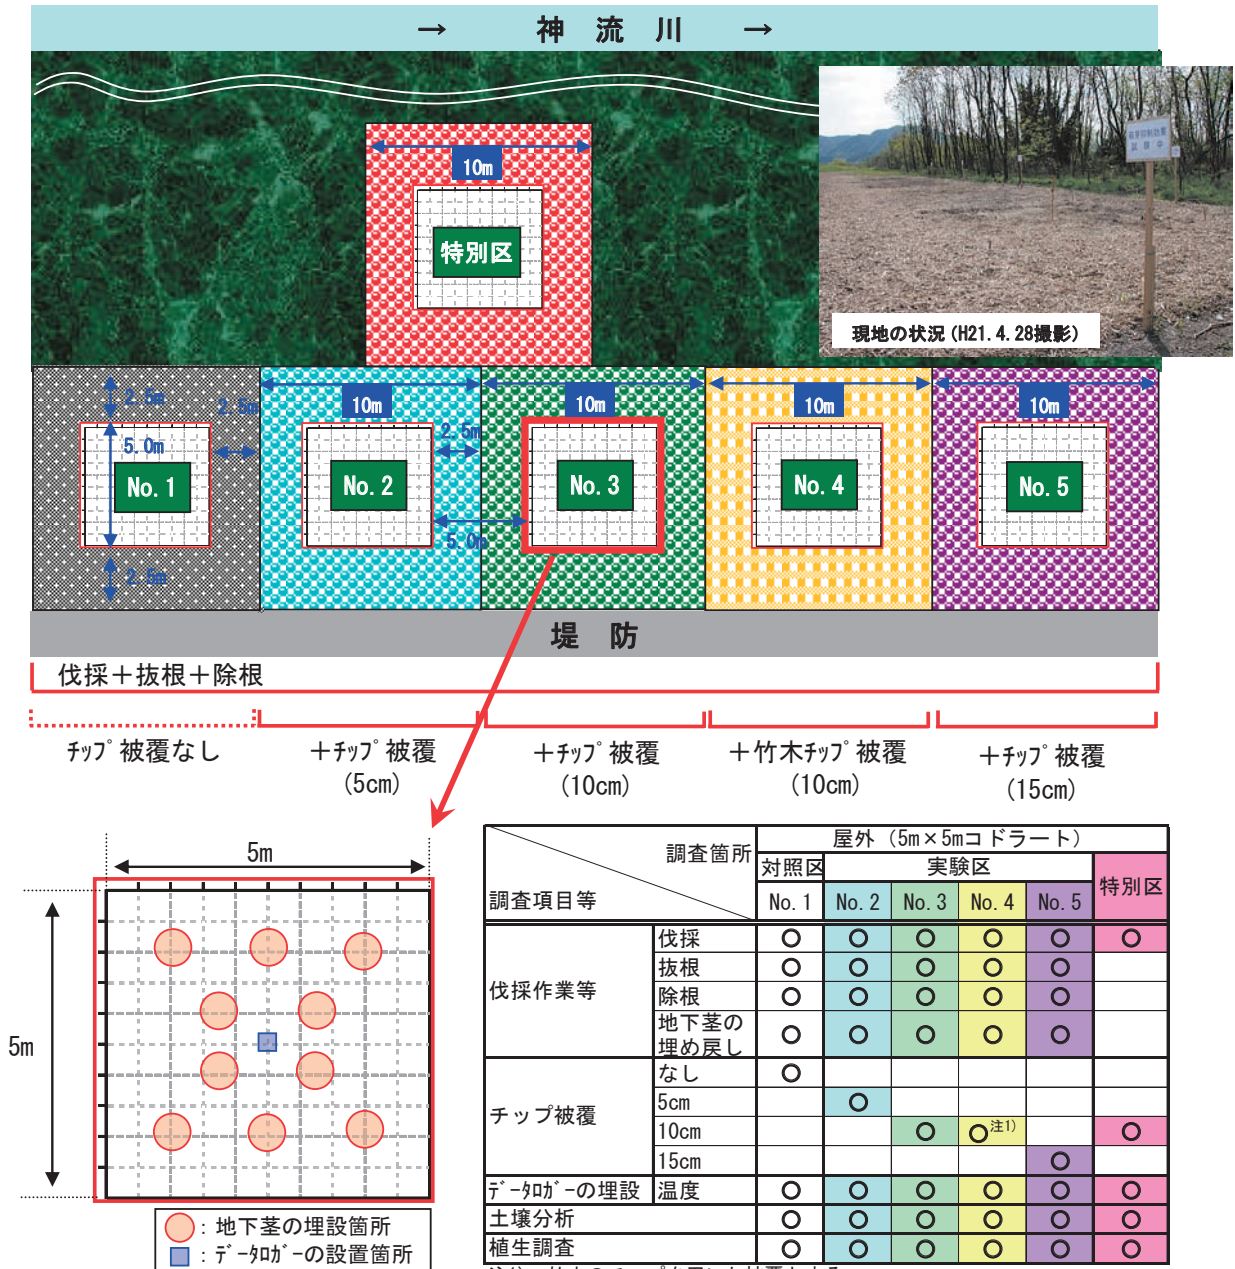 → 神流川 →
10m
特別区
現地の状況(H21.4.28撮影)
2.5m
2.5m
5.0m
No.1
2.5m
10m
2.5m
No.2
5.0m
10m
No.3
10m
No.4
10m
No.5
堤 防
伐採+抜根+除根
ﾁｯﾌﾟ被覆なし
+ﾁｯﾌﾟ被覆
(5cm)
+ﾁｯﾌﾟ被覆
(10cm)
+竹木ﾁｯﾌﾟ被覆
(10cm)
+ﾁｯﾌﾟ被覆
(15cm)
5m
5m
○：地下茎の埋設箇所
■：ﾃﾞｰﾀﾛｶﾞｰの設置箇所
調査箇所 屋外（5m×5mコドラート）
対照区 実験区 特別区
調査項目等 No.1 No.2 No.3 No.4 No.5
伐採作業等 伐採 ○ ○ ○ ○ ○ ○
抜根 ○ ○ ○ ○ ○
除根 ○ ○ ○ ○ ○
地下茎の
埋め戻し ○ ○ ○ ○ ○
チップ被覆 なし ○
5cm ○
10cm ○ ○注1) ○
15cm ○
ﾃﾞｰﾀﾛｶﾞｰの埋設 温度 ○ ○ ○ ○ ○ ○
土壌分析 ○ ○ ○ ○ ○ ○
植生調査 ○ ○ ○ ○ ○ ○